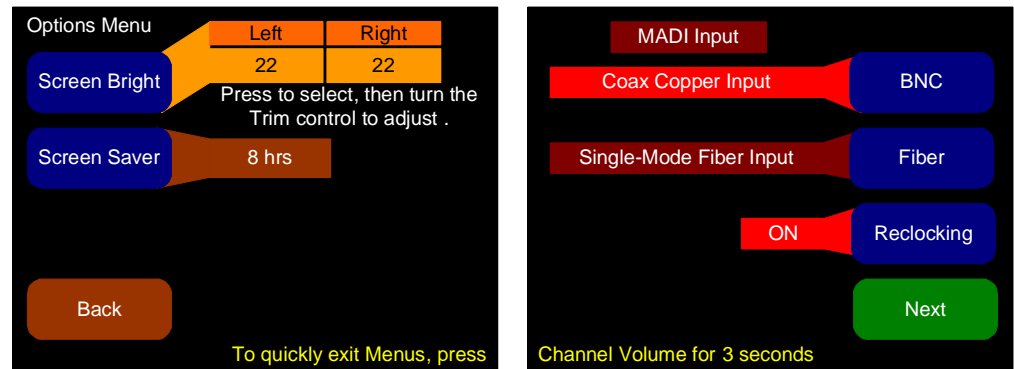 Options Menu
Left Right
Screen Bright 22 22
Press to select, then turn the
Trim control to adjust .
Screen Saver 8 hrs
Back
To quickly exit Menus, press
MADI Input
Coax Copper Input BNC
Single-Mode Fiber Input Fiber
ON Reclocking
Next
Channel Volume for 3 seconds